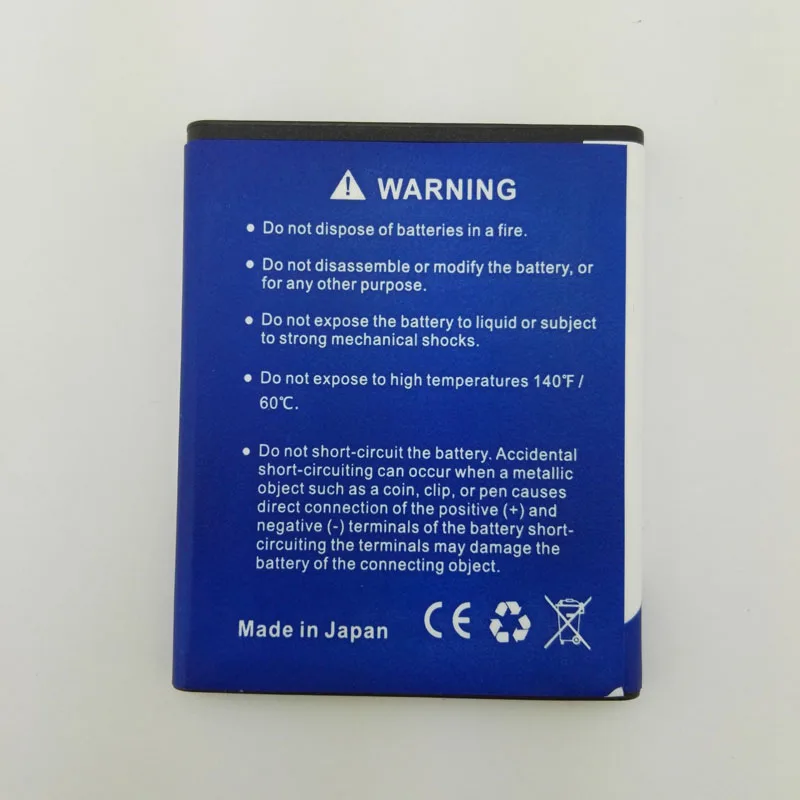 WARNING
● Do not dispose of batteries in a fire.
● Do not disassemble or modify the battery, or
for any other purpose.
● Do not expose the battery to liquid or subject
to strong mechanical shocks.
● Do not expose to high temperatures 140℉ /
60℃.
● Do not short-circuit the battery. Accidental
short-circuiting can occur when a metallic
object such as a coin, clip, or pen causes
direct connection of the positive (+) and
negative (-) terminals of the battery short-
circuiting the terminals may damage the
battery of the connecting object.
Made in Japan CE